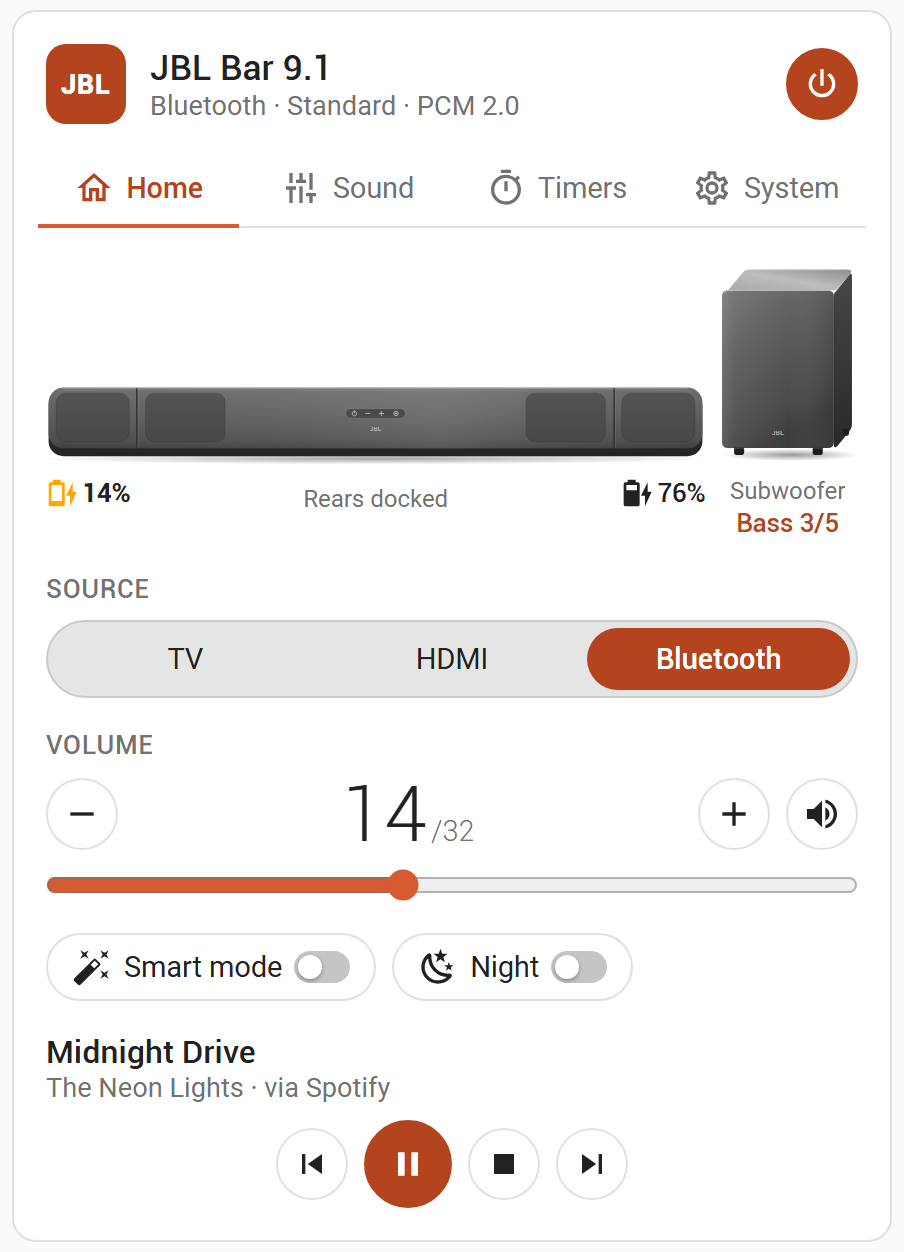 JBL
JBL Bar 9.1
Bluetooth · Standard · PCM 2.0
Home
Sound
Timers
System
JBL
JBL
14%
Rears docked
76%
Subwoofer
Bass 3/5
SOURCE
TV
HDMI
Bluetooth
VOLUME
14/32
Smart mode
Night
Midnight Drive
The Neon Lights · via Spotify